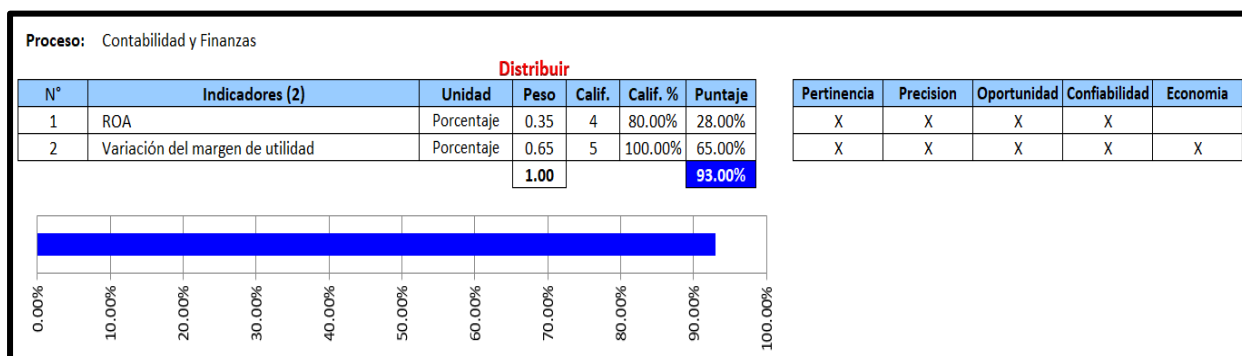 Proceso: Contabilidad y Finanzas
Distribuir
N° Indicadores (2) Unidad Peso Calif. Calif. % Puntaje Pertinencia Precision Oportunidad Confiabilidad Economia
1 ROA Porcentaje 0.35 4 80.00% 28.00% X X X X
2 Variación del margen de utilidad Porcentaje 0.65 5 100.00% 65.00% X X X X X
1.00 93.00%
0.00% 10.00% 20.00% 30.00% 40.00% 50.00% 60.00% 70.00% 80.00% 90.00% 100.00%